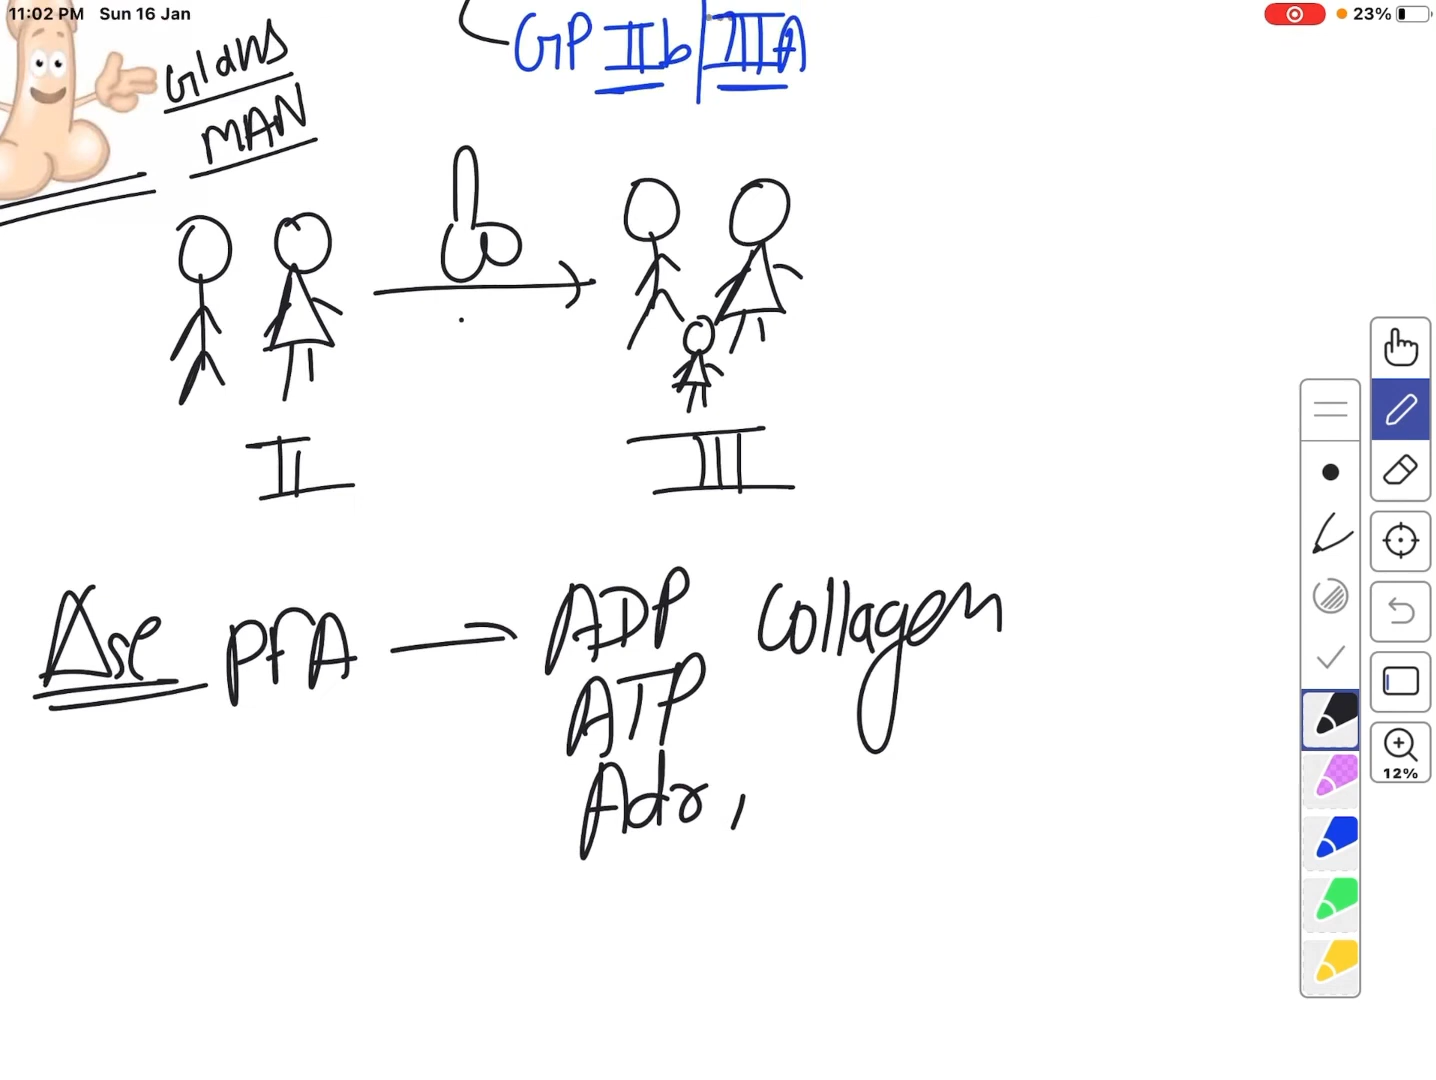 11:02 PM Sun 16 Jan
23%
GP IIb/IIIA
GlaNS
MAN
II
III
Δse PFA → ADP Collagen
ATP
Adr,
12%